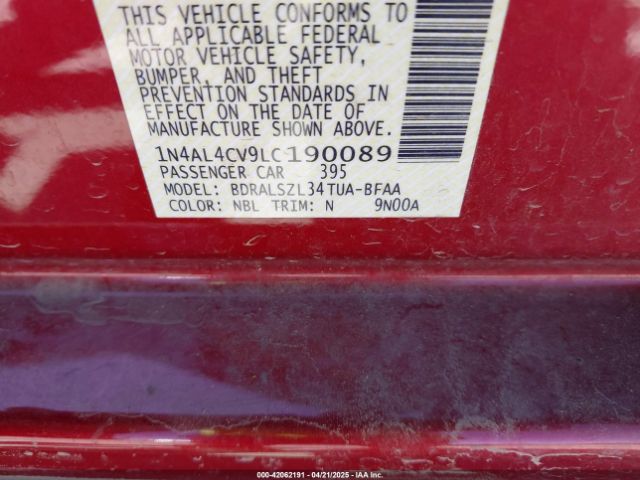 THIS VEHICLE CONFORMS TO
ALL APPLICABLE FEDERAL
MOTOR VEHICLE SAFETY,
BUMPER, AND THEFT
PREVENTION STANDARDS IN
EFFECT ON THE DATE OF
MANUFACTURE SHOWN ABOVE.
1N4AL4CV9LC190089
PASSENGER CAR 395
MODEL: BDRALSZL34TUA-BFAA
COLOR: NBL TRIM: N 9N00A
000-42062191 - 04/21/2025 - IAA Inc.